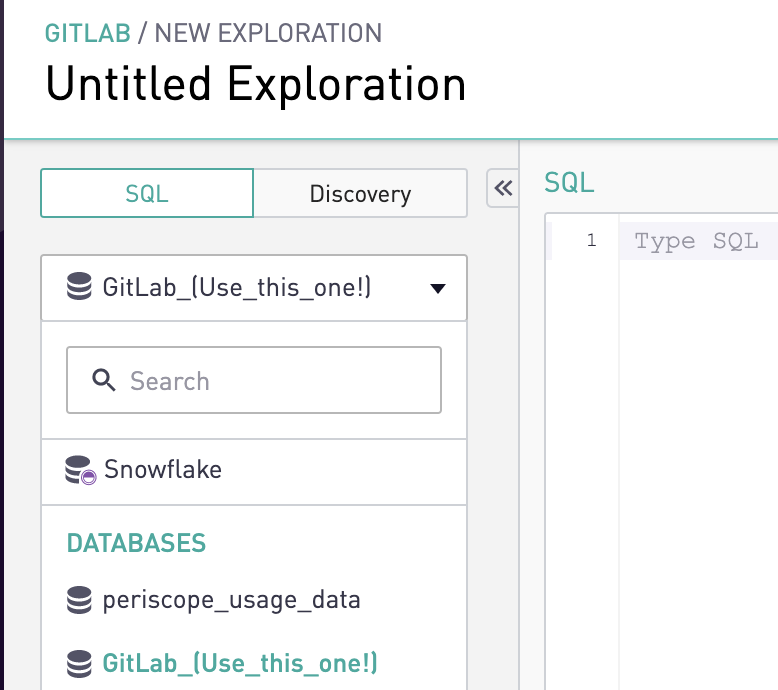 GITLAB / NEW EXPLORATION
Untitled Exploration
SQL
Discovery
SQL
1 Type SQL
GitLab_(Use_this_one!)
Search
Snowflake
DATABASES
periscope_usage_data
GitLab_(Use_this_one!)